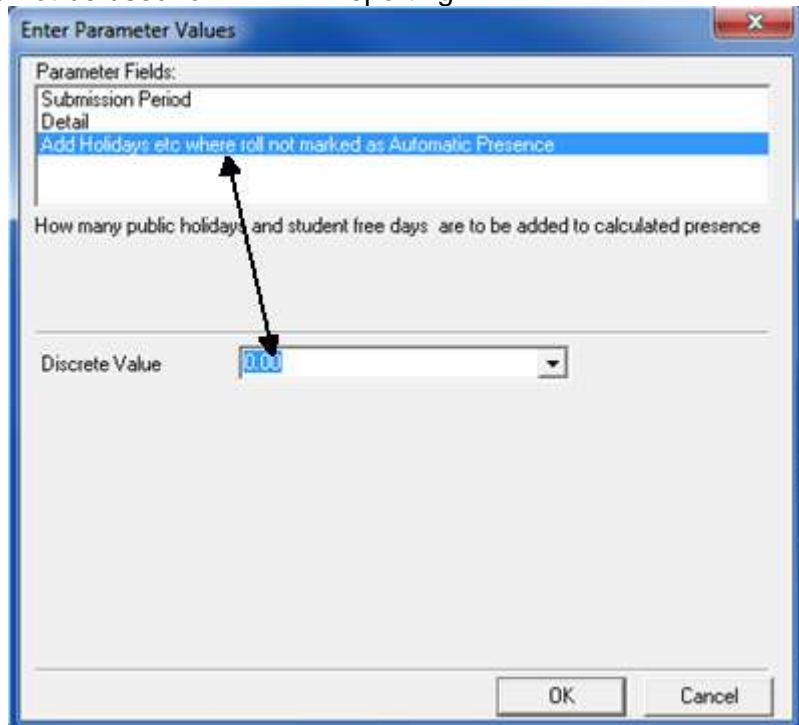 Enter Parameter Values
Parameter Fields:
Submission Period
Detail
Add Holidays etc where roll not marked as Automatic Presence
How many public holidays and student free days are to be added to calculated presence
Discrete Value 0.00
OK Cancel